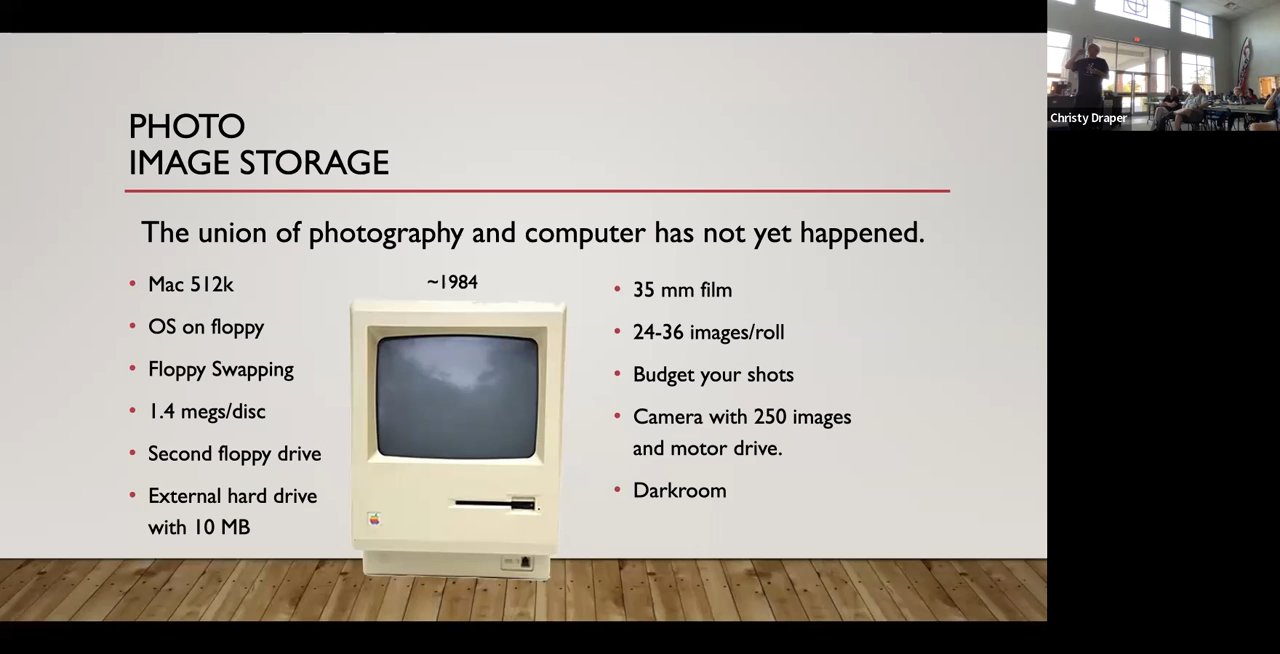 PHOTO
IMAGE STORAGE
The union of photography and computer has not yet happened.
• Mac 512k
• OS on floppy
• Floppy Swapping
• 1.4 megs/disc
• Second floppy drive
• External hard drive
with 10 MB
~1984
• 35 mm film
• 24-36 images/roll
• Budget your shots
• Camera with 250 images
and motor drive.
• Darkroom
Christy Draper